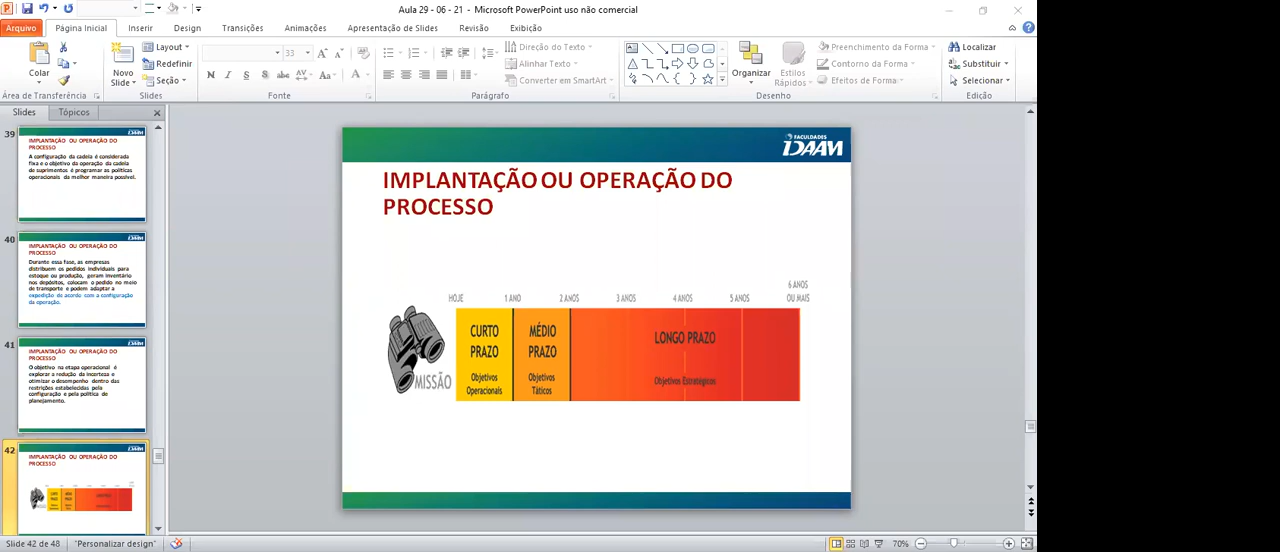 Aula 29 - 06 - 21 - Microsoft PowerPoint uso não comercial
Arquivo Página Inicial Inserir Design Transições Animações Apresentação de Slides Revisão Exibição
Colar
Área de Transferência
Novo Slide
Layout
Redefinir
Seção
Slides
33
N I S S abc AV Aa A
Fonte
Direção do Texto
Alinhar Texto
Converter em SmartArt
Parágrafo
Organizar
Estilos Rápidos
Preenchimento da Forma
Contorno da Forma
Efeitos de Forma
Desenho
Localizar
Substituir
Selecionar
Edição
Slides Tópicos
39
IMPLANTAÇÃO OU OPERAÇÃO DO
PROCESSO
A configuração da cadeia é considerada
fixa e o objetivo da operação da cadeia
de suprimentos é programar as políticas
operacionais da melhor maneira possível.
40
IMPLANTAÇÃO OU OPERAÇÃO DO
PROCESSO
Durante essa fase, as empresas
distribuem os pedidos individuais para
estoque ou produção, geram inventário
nos depósitos, colocam o pedido no meio
de transporte e podem adaptar a
expedição de acordo com a configuração
da operação.
41
IMPLANTAÇÃO OU OPERAÇÃO DO
PROCESSO
O objetivo na etapa operacional é
explorar a redução da incerteza e
otimizar o desempenho dentro das
restrições estabelecidas pela
configuração e pela política de
planejamento.
42
IMPLANTAÇÃO OU OPERAÇÃO DO
PROCESSO
FACULDADES
IDAAM
IMPLANTAÇÃO OU OPERAÇÃO DO
PROCESSO
HOJE 1 ANO 2 ANOS 3 ANOS 4 ANOS 5 ANOS 6 ANOS OU MAIS
MISSÃO
CURTO PRAZO
Objetivos Operacionais
MÉDIO PRAZO
Objetivos Táticos
LONGO PRAZO
Objetivos Estratégicos
Slide 42 de 48 "Personalizar design" 70%